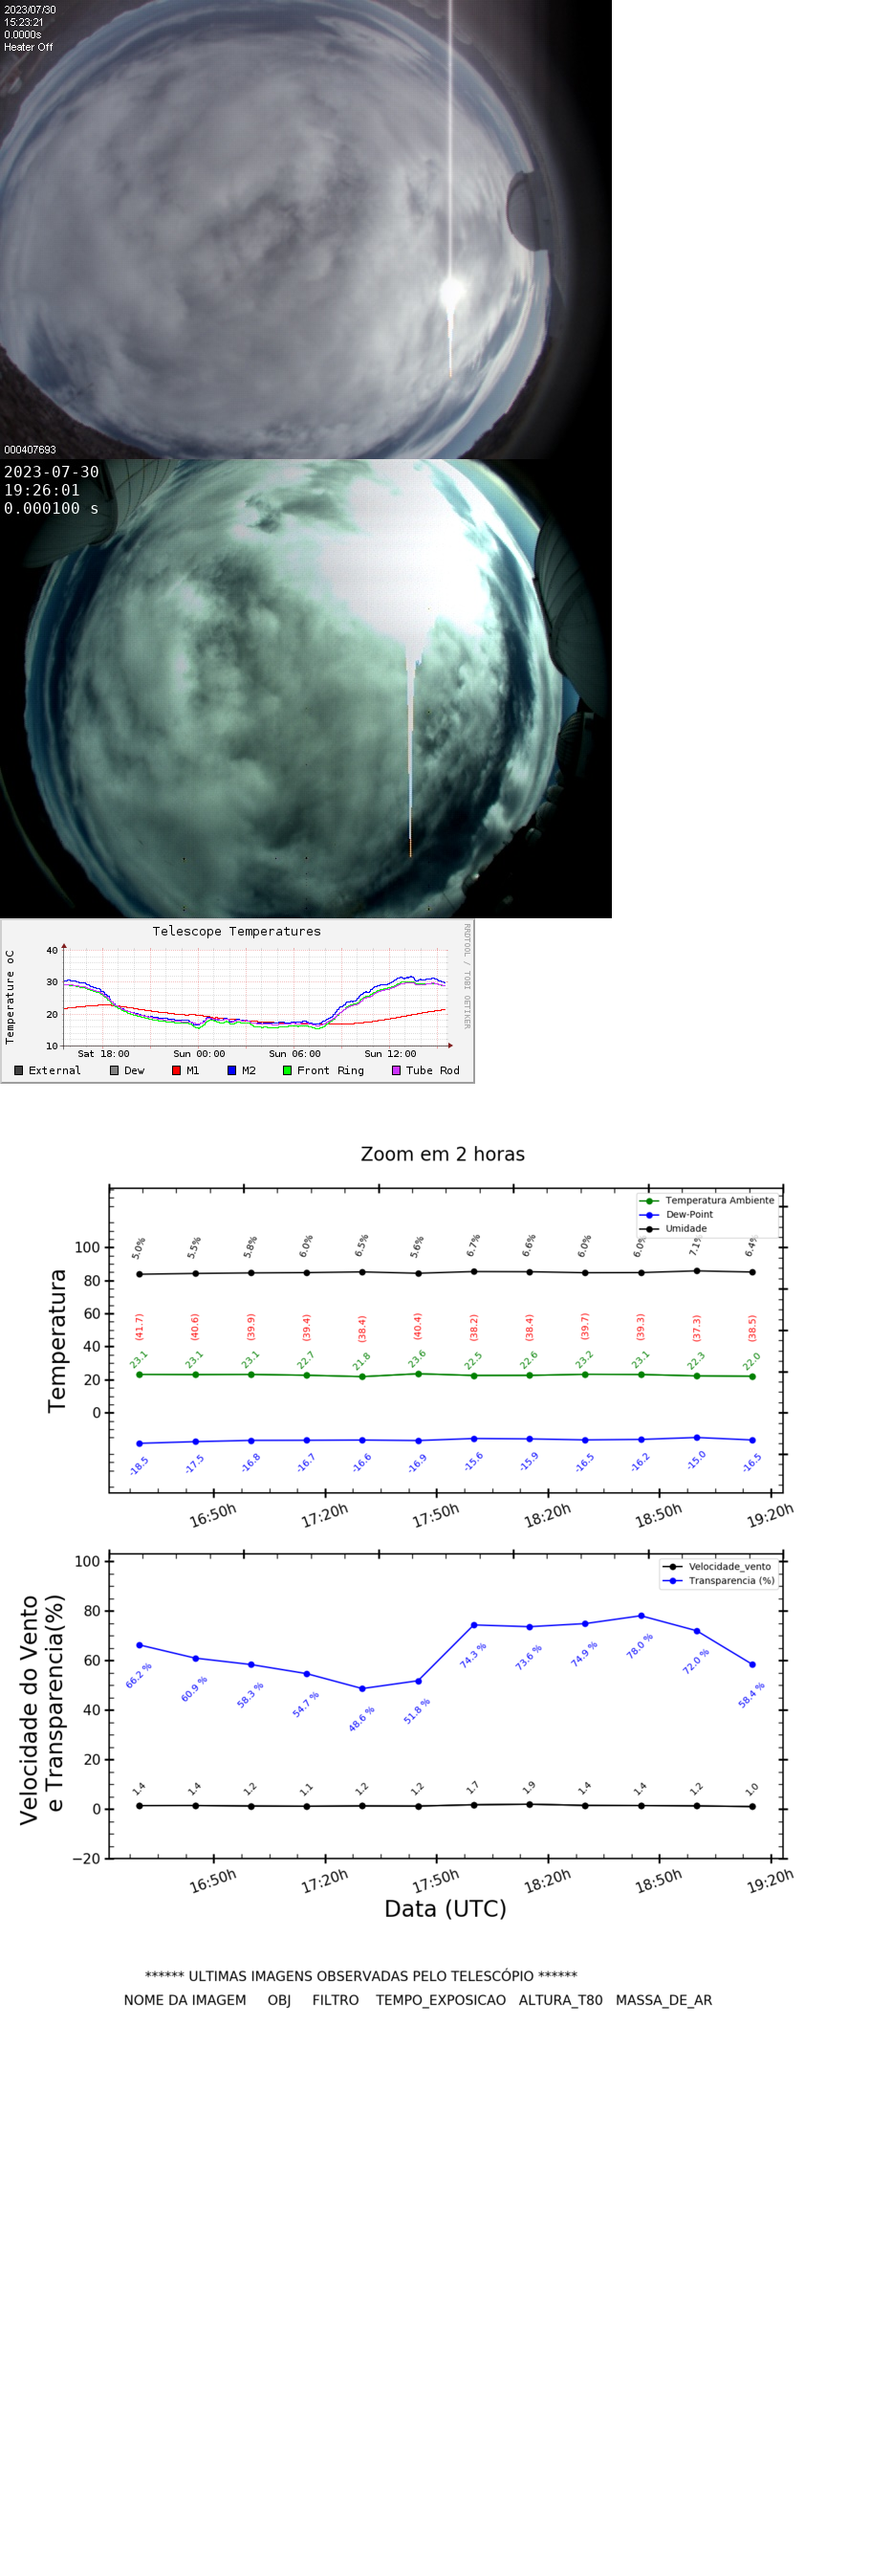 2023/07/30
15:23:21
0.0000s
Heater Off
000407693
2023-07-30
19:26:01
0.000100 s
Telescope Temperatures
RRDTOOL / TOBI OETIKER
Temperature oC
40
30
20
10
Sat 18:00 Sun 00:00 Sun 06:00 Sun 12:00
External Dew M1 M2 Front Ring Tube Rod
Zoom em 2 horas
Temperatura Ambiente
Dew-Point
Umidade
Temperatura
100
80
60
40
20
0
5.0% 5.5% 5.8% 6.0% 6.5% 5.6% 6.7% 6.6% 6.0% 6.0% 7.1% 6.4%
(41.7) (40.6) (39.9) (39.4) (38.4) (40.4) (38.2) (38.4) (39.7) (39.3) (37.3) (38.5)
23.1 23.1 23.1 22.7 21.8 23.6 22.5 22.6 23.2 23.1 22.3 22.0
-18.5 -17.5 -16.8 -16.7 -16.6 -16.9 -15.6 -15.9 -16.5 -16.2 -15.0 -16.5
16:50h 17:20h 17:50h 18:20h 18:50h 19:20h
Velocidade_vento
Transparencia (%)
Velocidade do Vento
e Transparencia(%)
100
80
60
40
20
0
−20
66.2 % 60.9 % 58.3 % 54.7 % 48.6 % 51.8 % 74.3 % 73.6 % 74.9 % 78.0 % 72.0 % 58.4 %
1.4 1.4 1.2 1.1 1.2 1.2 1.7 1.9 1.4 1.4 1.2 1.0
16:50h 17:20h 17:50h 18:20h 18:50h 19:20h
Data (UTC)
****** ULTIMAS IMAGENS OBSERVADAS PELO TELESCÓPIO ******
NOME DA IMAGEM OBJ FILTRO TEMPO_EXPOSICAO ALTURA_T80 MASSA_DE_AR